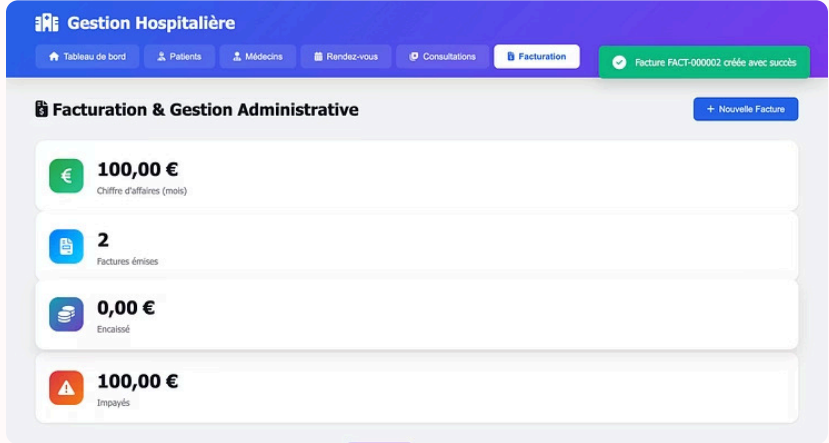 Gestion Hospitalière
Tableau de bord
Patients
Médecins
Rendez-vous
Consultations
Facturation
Facture FACT-000002 créée avec succès
Facturation & Gestion Administrative
+ Nouvelle Facture
€
100,00 €
Chiffre d'affaires (mois)
2
Factures émises
0,00 €
Encaissé
100,00 €
Impayés